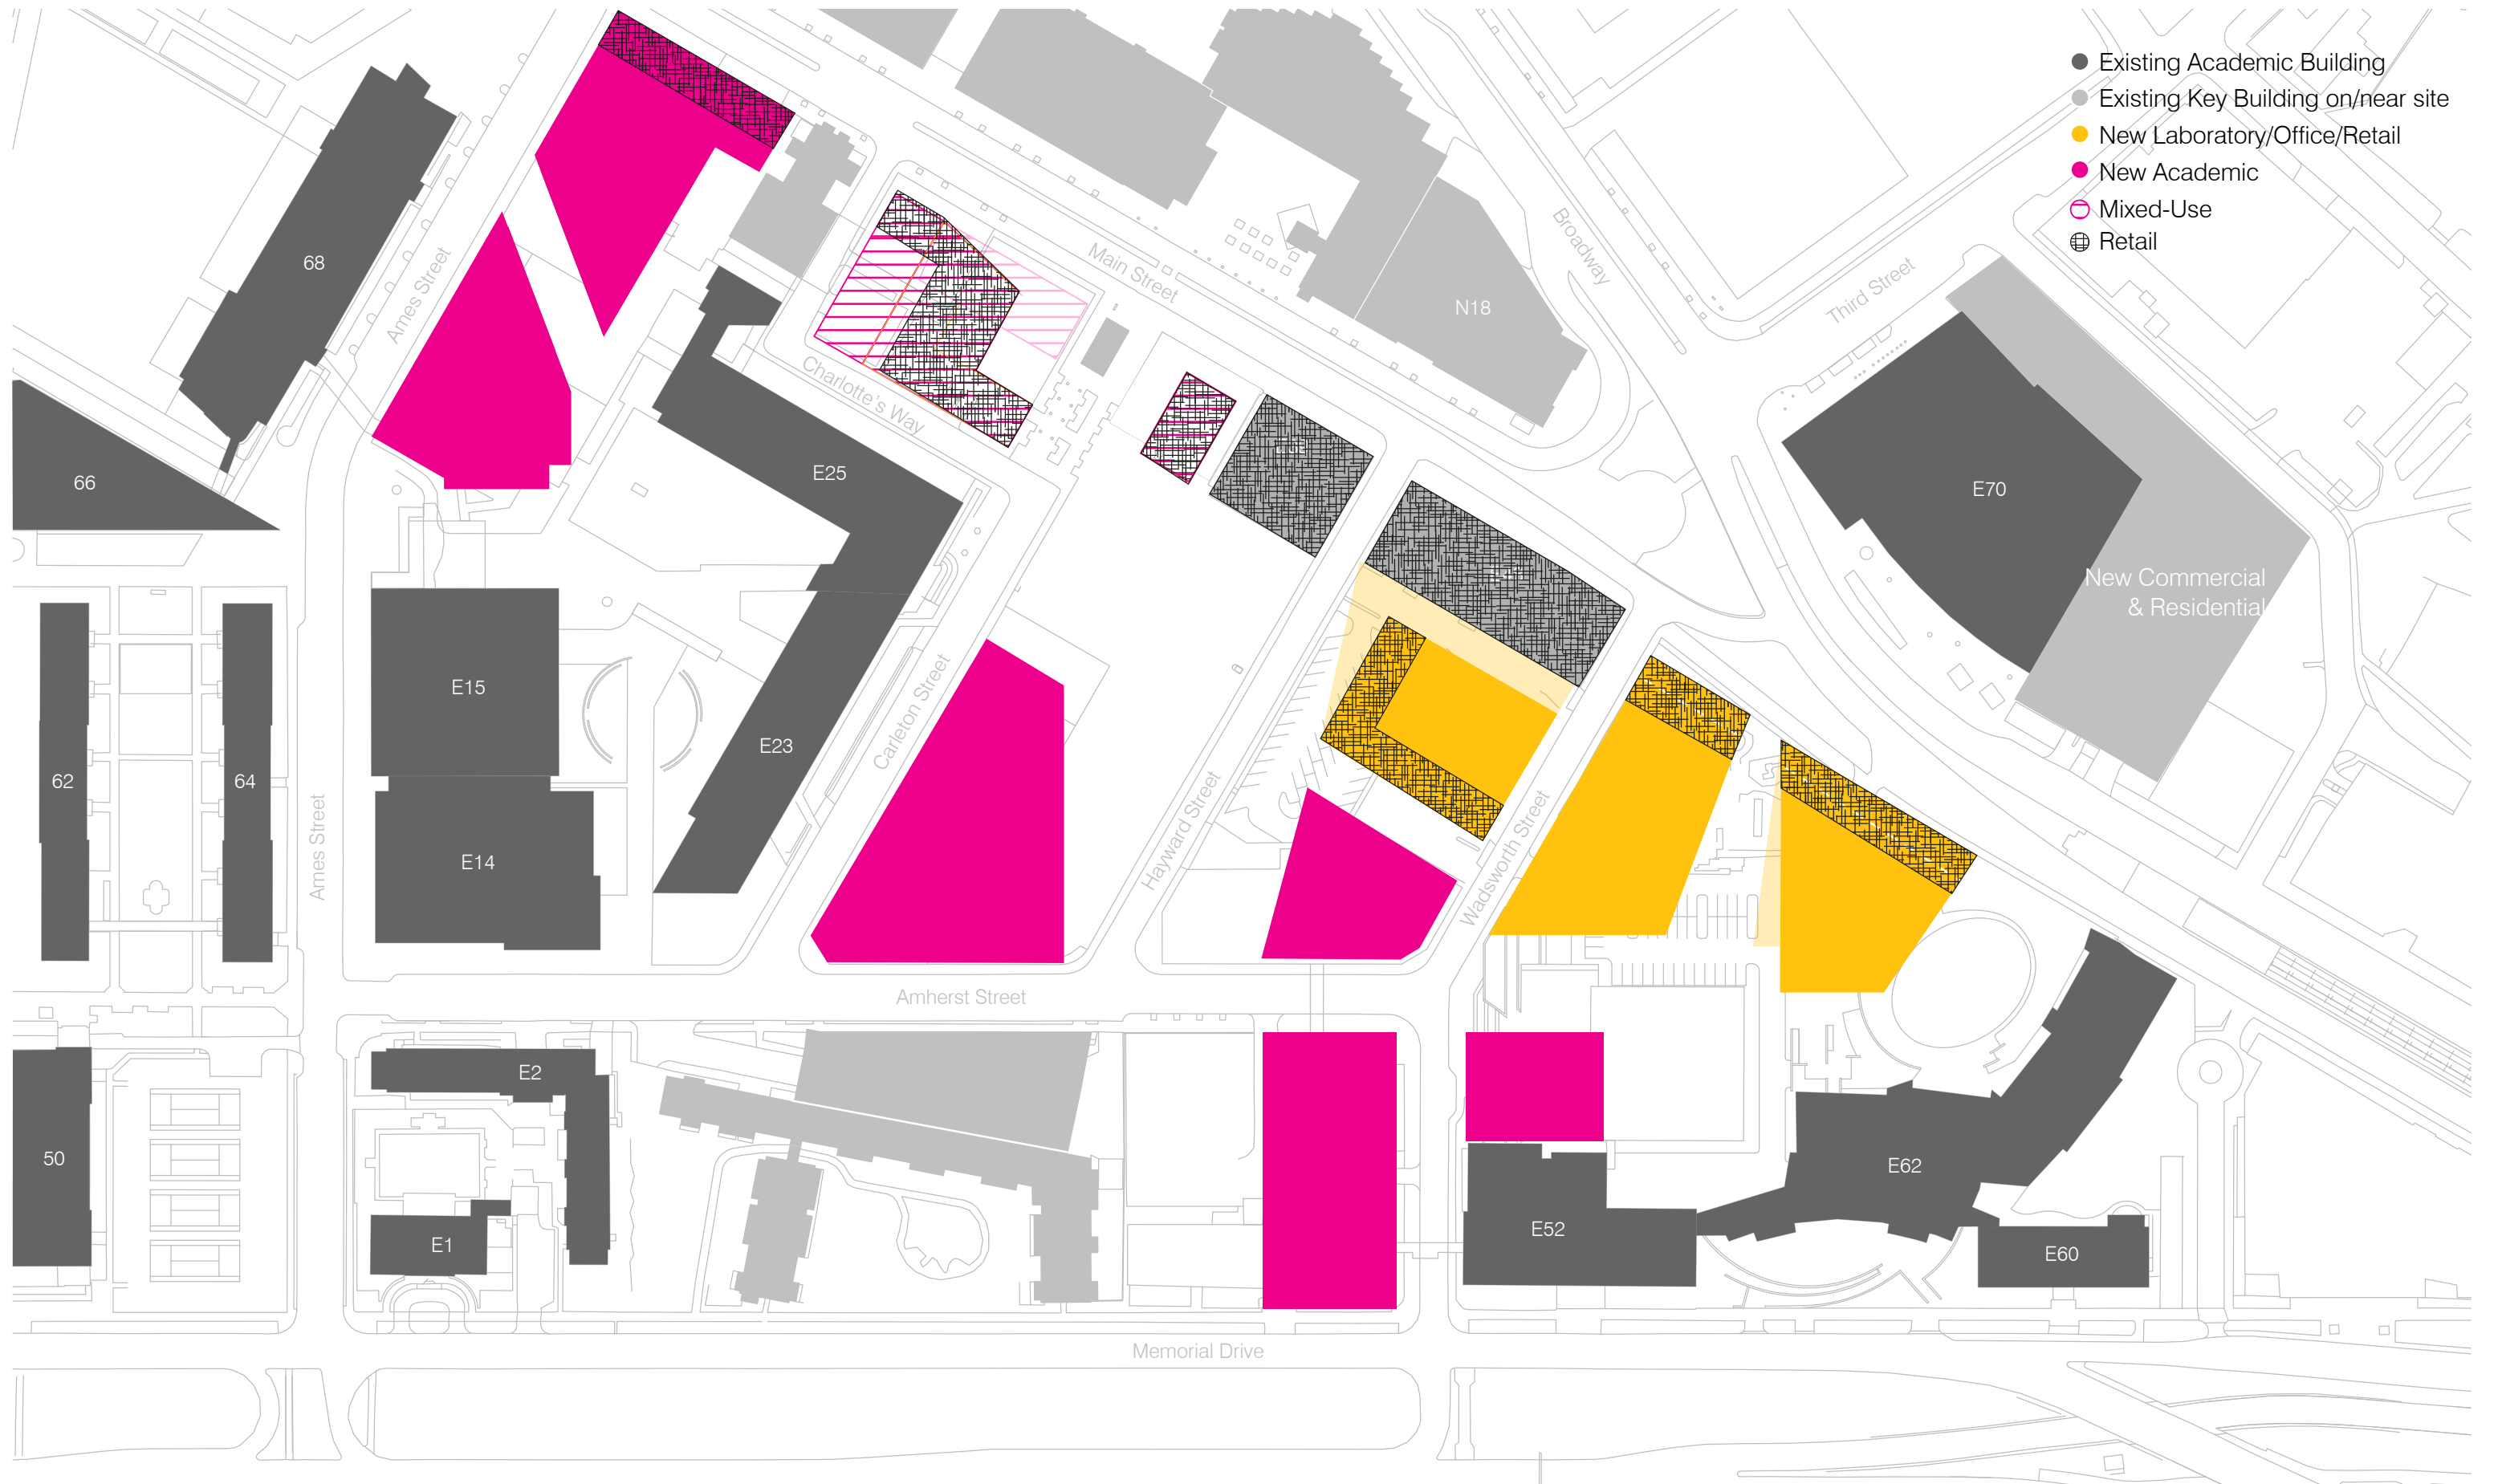 Existing Academic Building
Existing Key Building on/near site
New Laboratory/Office/Retail
New Academic
Mixed-Use
Retail
68
Ames Street
Main Street
Broadway
Third Street
N18
Charlotte's Way
66
E25
E70
New Commercial
& Residential
E15
E23
Carleton Street
62
64
Ames Street
E14
Hayward Street
Wadsworth Street
Amherst Street
E2
50
E1
E62
E52
E60
Memorial Drive